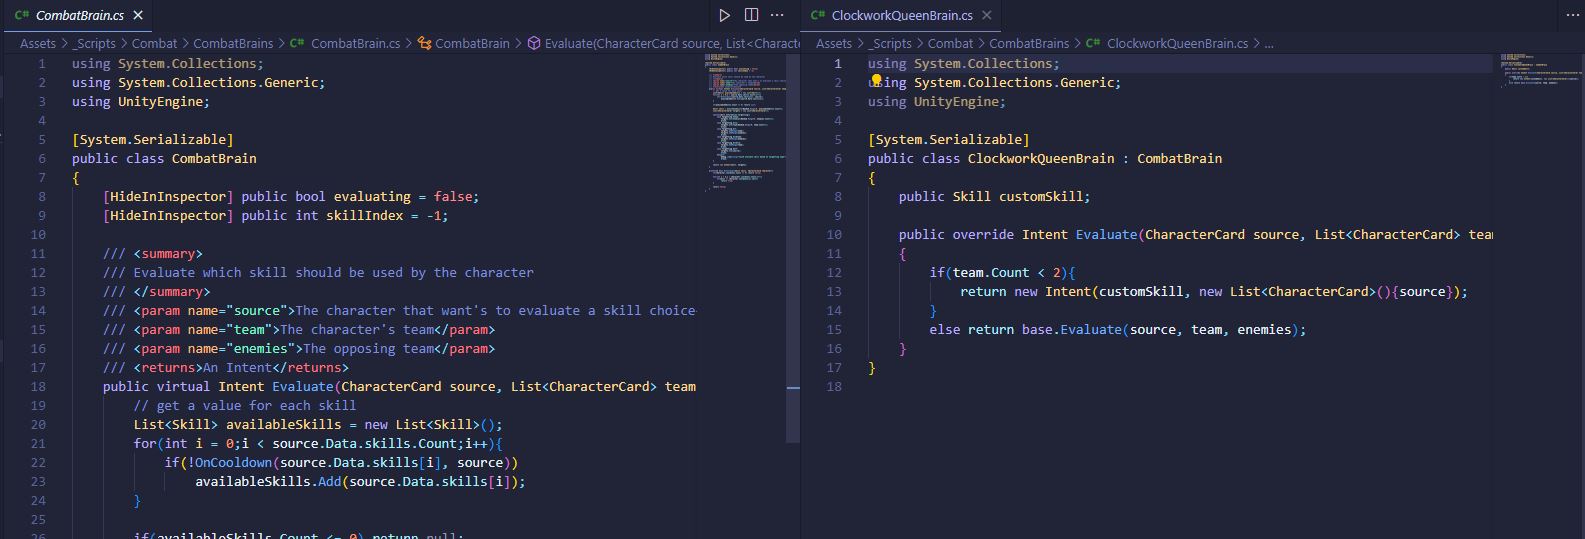 CombatBrain.cs
Assets > _Scripts > Combat > CombatBrains > C# CombatBrain.cs > CombatBrain > Evaluate(CharacterCard source, List<Characte
1 using System.Collections;
2 using System.Collections.Generic;
3 using UnityEngine;
4
5 [System.Serializable]
6 public class CombatBrain
7 {
8 [HideInInspector] public bool evaluating = false;
9 [HideInInspector] public int skillIndex = -1;
10
11 /// <summary>
12 /// Evaluate which skill should be used by the character
13 /// </summary>
14 /// <param name="source">The character that want's to evaluate a skill choice
15 /// <param name="team">The character's team</param>
16 /// <param name="enemies">The opposing team</param>
17 /// <returns>An Intent</returns>
18 public virtual Intent Evaluate(CharacterCard source, List<CharacterCard> team
19 // get a value for each skill
20 List<Skill> availableSkills = new List<Skill>();
21 for(int i = 0;i < source.Data.skills.Count;i++){
22 if(!OnCooldown(source.Data.skills[i], source))
23 availableSkills.Add(source.Data.skills[i]);
24 }
25
26 if(availableSkills.Count <= 0) return null;
C# ClockworkQueenBrain.cs
Assets > _Scripts > Combat > CombatBrains > C# ClockworkQueenBrain.cs > ...
1 using System.Collections;
2 using System.Collections.Generic;
3 using UnityEngine;
4
5 [System.Serializable]
6 public class ClockworkQueenBrain : CombatBrain
7 {
8 public Skill customSkill;
9
10 public override Intent Evaluate(CharacterCard source, List<CharacterCard> tea
11 {
12 if(team.Count < 2){
13 return new Intent(customSkill, new List<CharacterCard>(){source});
14 }
15 else return base.Evaluate(source, team, enemies);
16 }
17 }
18